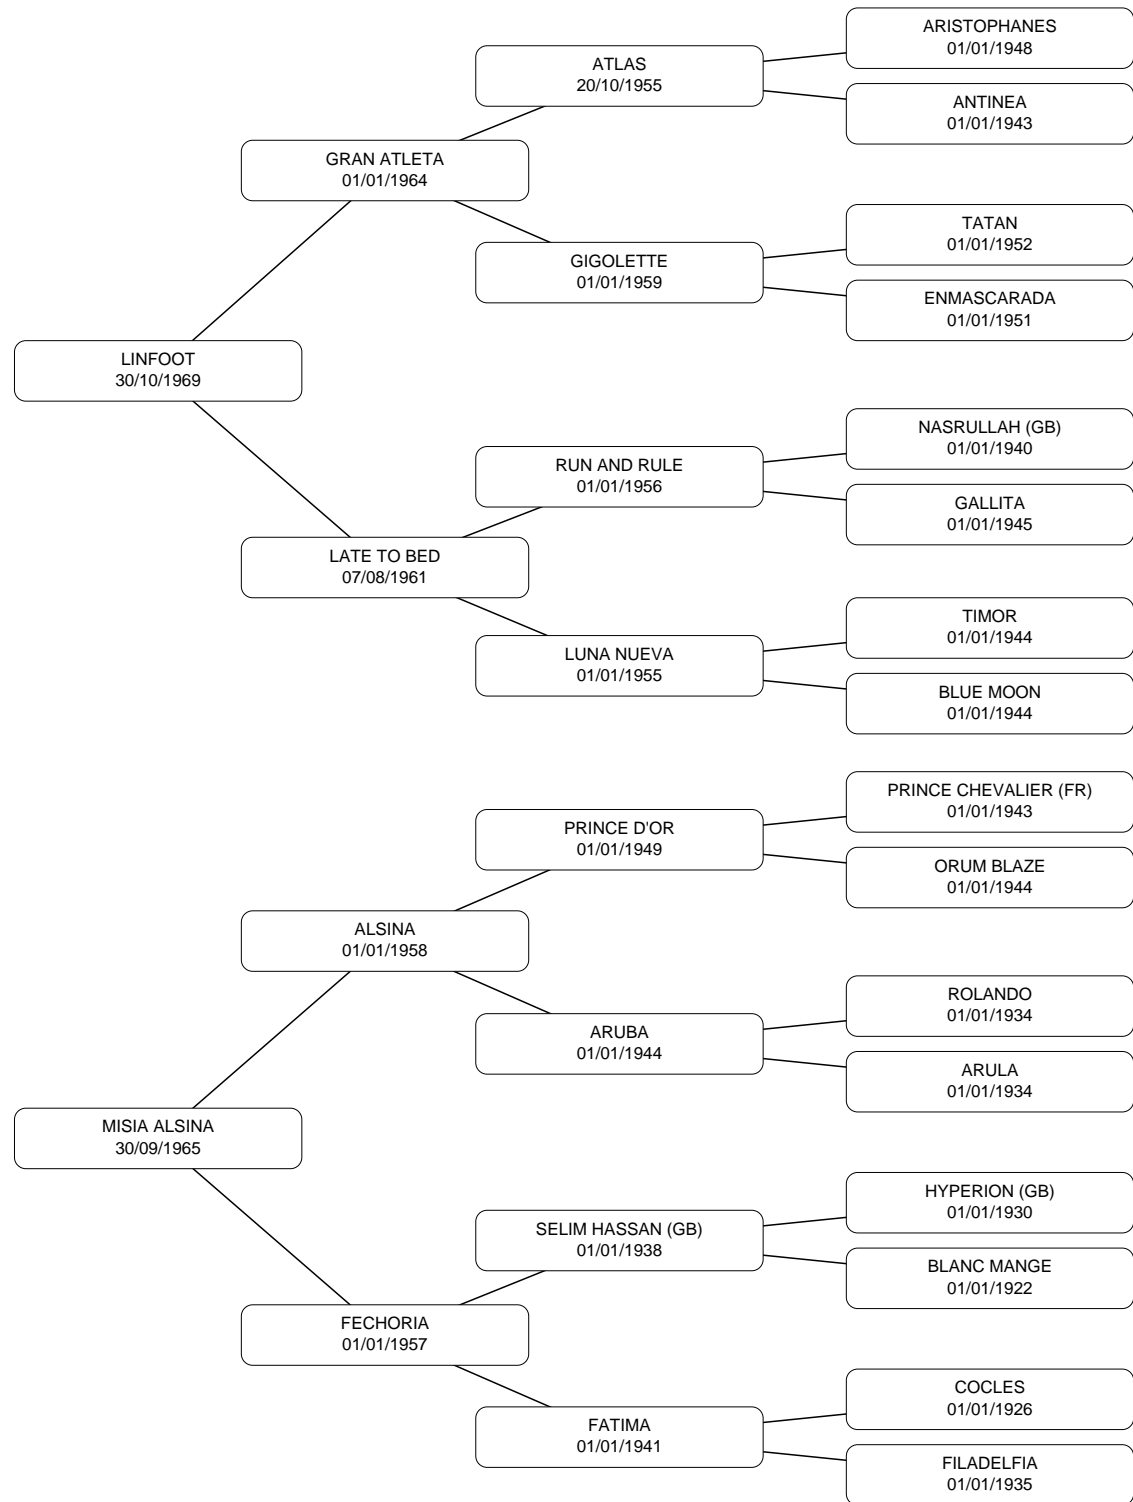 ARISTOPHANES
01/01/1948
ATLAS
20/10/1955
ANTINEA
01/01/1943
GRAN ATLETA
01/01/1964
TATAN
01/01/1952
GIGOLETTE
01/01/1959
ENMASCARADA
01/01/1951
LINFOOT
30/10/1969
NASRULLAH (GB)
01/01/1940
RUN AND RULE
01/01/1956
GALLITA
01/01/1945
LATE TO BED
07/08/1961
TIMOR
01/01/1944
LUNA NUEVA
01/01/1955
BLUE MOON
01/01/1944
PRINCE CHEVALIER (FR)
01/01/1943
PRINCE D'OR
01/01/1949
ORUM BLAZE
01/01/1944
ALSINA
01/01/1958
ROLANDO
01/01/1934
ARUBA
01/01/1944
ARULA
01/01/1934
MISIA ALSINA
30/09/1965
HYPERION (GB)
01/01/1930
SELIM HASSAN (GB)
01/01/1938
BLANC MANGE
01/01/1922
FECHORIA
01/01/1957
COCLES
01/01/1926
FATIMA
01/01/1941
FILADELFIA
01/01/1935